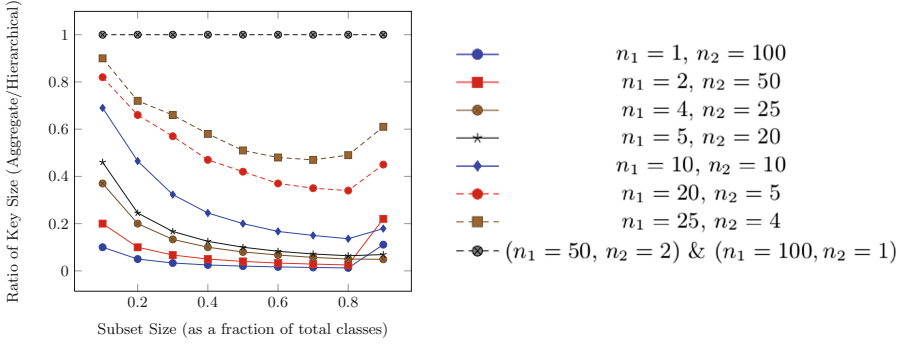 Ratio of Key Size (Aggregate/Hierarchical)
1
0.8
0.6
0.4
0.2
0
0.2 0.4 0.6 0.8
Subset Size (as a fraction of total classes)
n₁ = 1, n₂ = 100
n₁ = 2, n₂ = 50
n₁ = 4, n₂ = 25
n₁ = 5, n₂ = 20
n₁ = 10, n₂ = 10
n₁ = 20, n₂ = 5
n₁ = 25, n₂ = 4
(n₁ = 50, n₂ = 2) & (n₁ = 100, n₂ = 1)